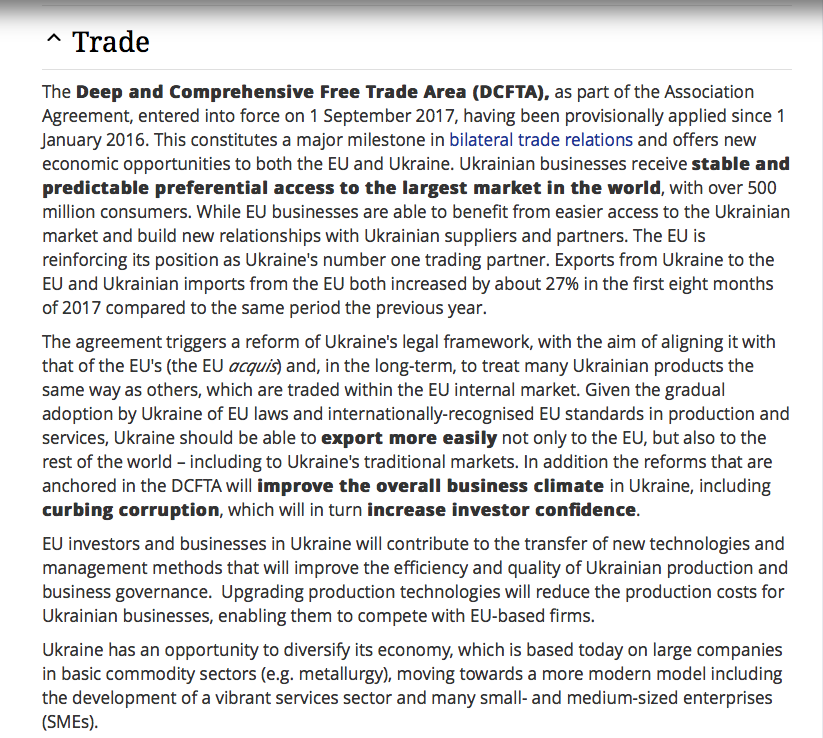 Trade
The Deep and Comprehensive Free Trade Area (DCFTA), as part of the Association
Agreement, entered into force on 1 September 2017, having been provisionally applied since 1
January 2016. This constitutes a major milestone in bilateral trade relations and offers new
economic opportunities to both the EU and Ukraine. Ukrainian businesses receive stable and
predictable preferential access to the largest market in the world, with over 500
million consumers. While EU businesses are able to benefit from easier access to the Ukrainian
market and build new relationships with Ukrainian suppliers and partners. The EU is
reinforcing its position as Ukraine's number one trading partner. Exports from Ukraine to the
EU and Ukrainian imports from the EU both increased by about 27% in the first eight months
of 2017 compared to the same period the previous year.
The agreement triggers a reform of Ukraine's legal framework, with the aim of aligning it with
that of the EU's (the EU acquis) and, in the long-term, to treat many Ukrainian products the
same way as others, which are traded within the EU internal market. Given the gradual
adoption by Ukraine of EU laws and internationally-recognised EU standards in production and
services, Ukraine should be able to export more easily not only to the EU, but also to the
rest of the world – including to Ukraine's traditional markets. In addition the reforms that are
anchored in the DCFTA will improve the overall business climate in Ukraine, including
curbing corruption, which will in turn increase investor confidence.
EU investors and businesses in Ukraine will contribute to the transfer of new technologies and
management methods that will improve the efficiency and quality of Ukrainian production and
business governance.  Upgrading production technologies will reduce the production costs for
Ukrainian businesses, enabling them to compete with EU-based firms.
Ukraine has an opportunity to diversify its economy, which is based today on large companies
in basic commodity sectors (e.g. metallurgy), moving towards a more modern model including
the development of a vibrant services sector and many small- and medium-sized enterprises
(SMEs).